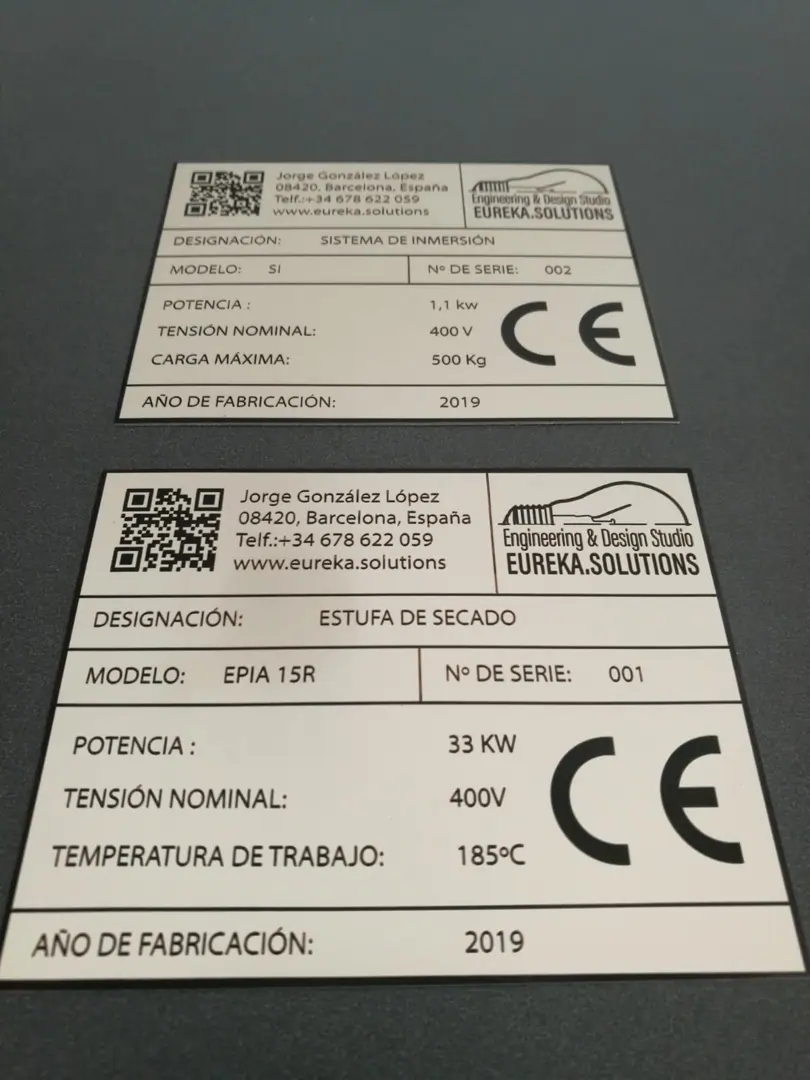 Jorge González López
08420, Barcelona, España
Telf.:+34 678 622 059
www.eureka.solutions
Engineering & Design Studio
EUREKA.SOLUTIONS
DESIGNACIÓN: SISTEMA DE INMERSIÓN
MODELO: SI Nº DE SERIE: 002
POTENCIA : 1,1 kw
TENSIÓN NOMINAL: 400 V
CARGA MÁXIMA: 500 Kg
CE
AÑO DE FABRICACIÓN: 2019
Jorge González López
08420, Barcelona, España
Telf.:+34 678 622 059
www.eureka.solutions
Engineering & Design Studio
EUREKA.SOLUTIONS
DESIGNACIÓN: ESTUFA DE SECADO
MODELO: EPIA 15R Nº DE SERIE: 001
POTENCIA : 33 KW
TENSIÓN NOMINAL: 400V
TEMPERATURA DE TRABAJO: 185ºC
CE
AÑO DE FABRICACIÓN: 2019